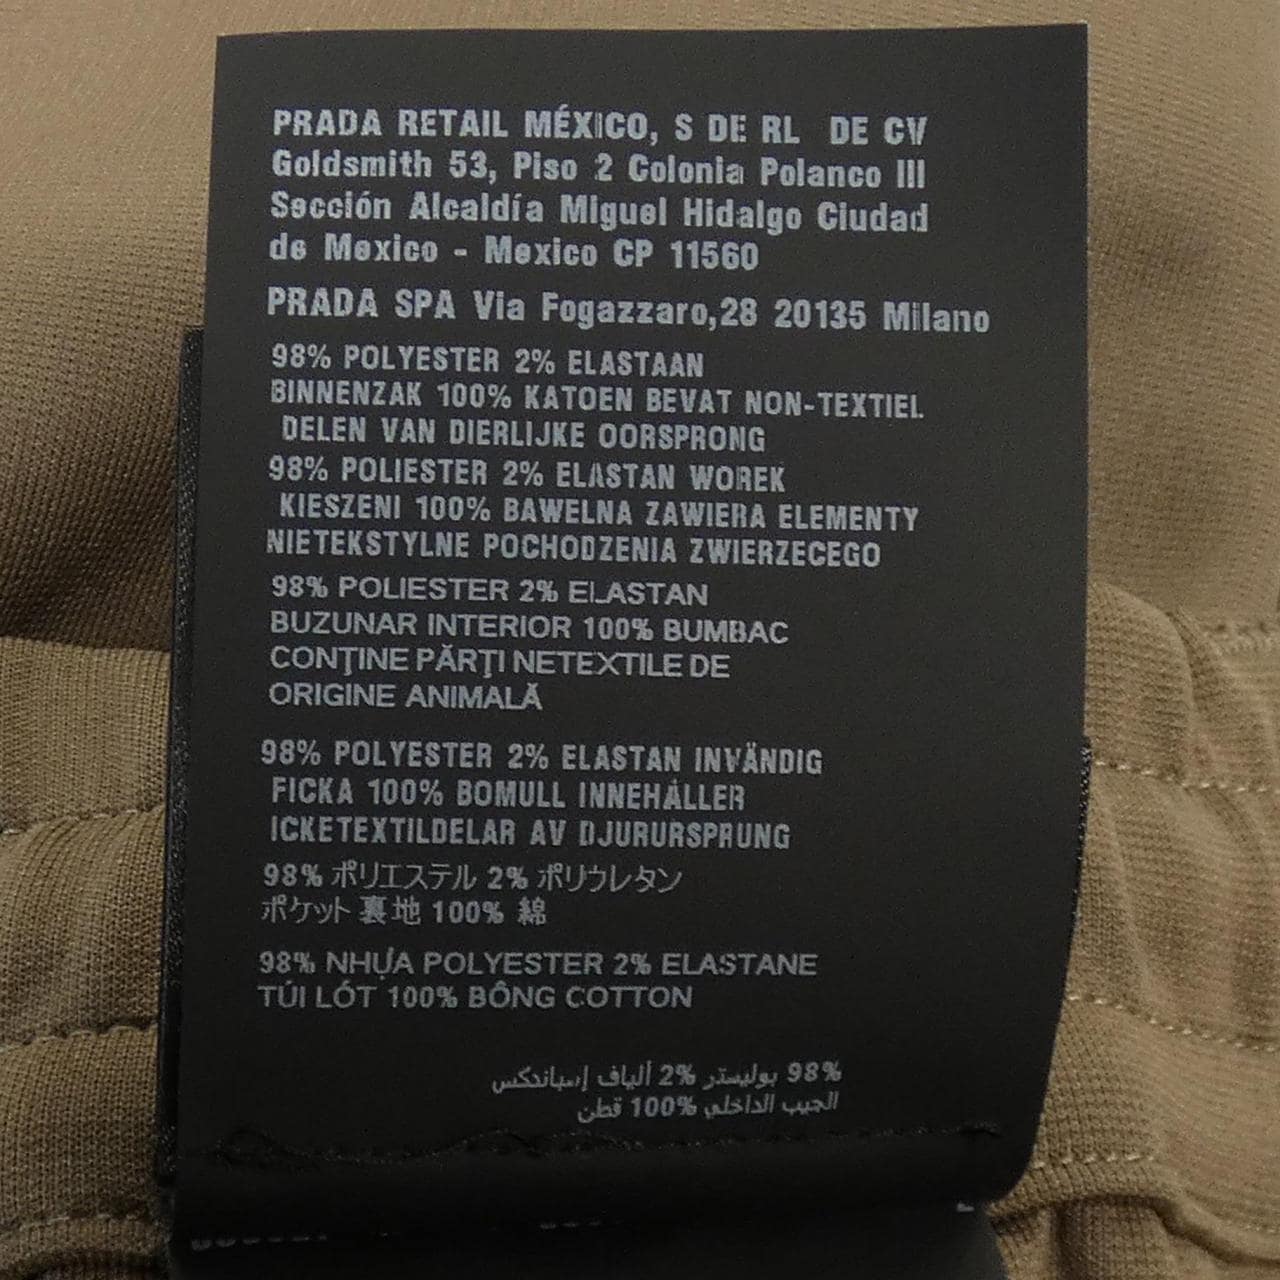 PRADA RETAIL MÉXICO, S DE RL DE CV
Goldsmith 53, Piso 2 Colonia Polanco III
Sección Alcaldía Miguel Hidalgo Ciudad
de Mexico - Mexico CP 11560
PRADA SPA Via Fogazzaro,28 20135 Milano
98% POLYESTER 2% ELASTAAN
BINNENZAK 100% KATOEN BEVAT NON-TEXTIEL
DELEN VAN DIERLIJKE OORSPRONG
98% POLIESTER 2% ELASTAN WOREK
KIESZENI 100% BAWELNA ZAWIERA ELEMENTY
NIETEKSTYLNE POCHODZENIA ZWIERZECEGO
98% POLIESTER 2% ELASTAN
BUZUNAR INTERIOR 100% BUMBAC
CONŢINE PĂRŢI NETEXTILE DE
ORIGINE ANIMALĂ
98% POLYESTER 2% ELASTAN INVÄNDIG
FICKA 100% BOMULL INNEHÅLLER
ICKETEXTILDELAR AV DJURURSPRUNG
98% ポリエステル 2% ポリウレタン
ポケット 裏地 100% 綿
98% NHỰA POLYESTER 2% ELASTANE
TÚI LÓT 100% BÔNG COTTON
98% بوليستر 2% ألياف إسباندكس
الجيب الداخلي 100% قطن